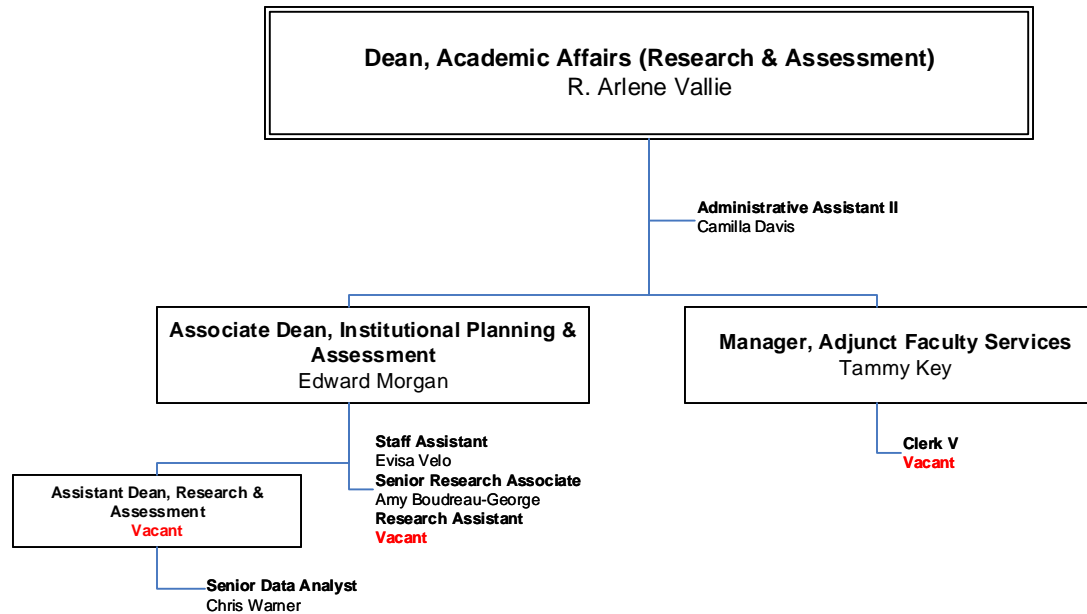 Dean, Academic Affairs (Research & Assessment)
R. Arlene Vallie
Administrative Assistant II
Camilla Davis
Associate Dean, Institutional Planning &
Assessment
Edward Morgan
Manager, Adjunct Faculty Services
Tammy Key
Staff Assistant
Evisa Velo
Senior Research Associate
Amy Boudreau-George
Research Assistant
Vacant
Clerk V
Vacant
Assistant Dean, Research &
Assessment
Vacant
Senior Data Analyst
Chris Warner